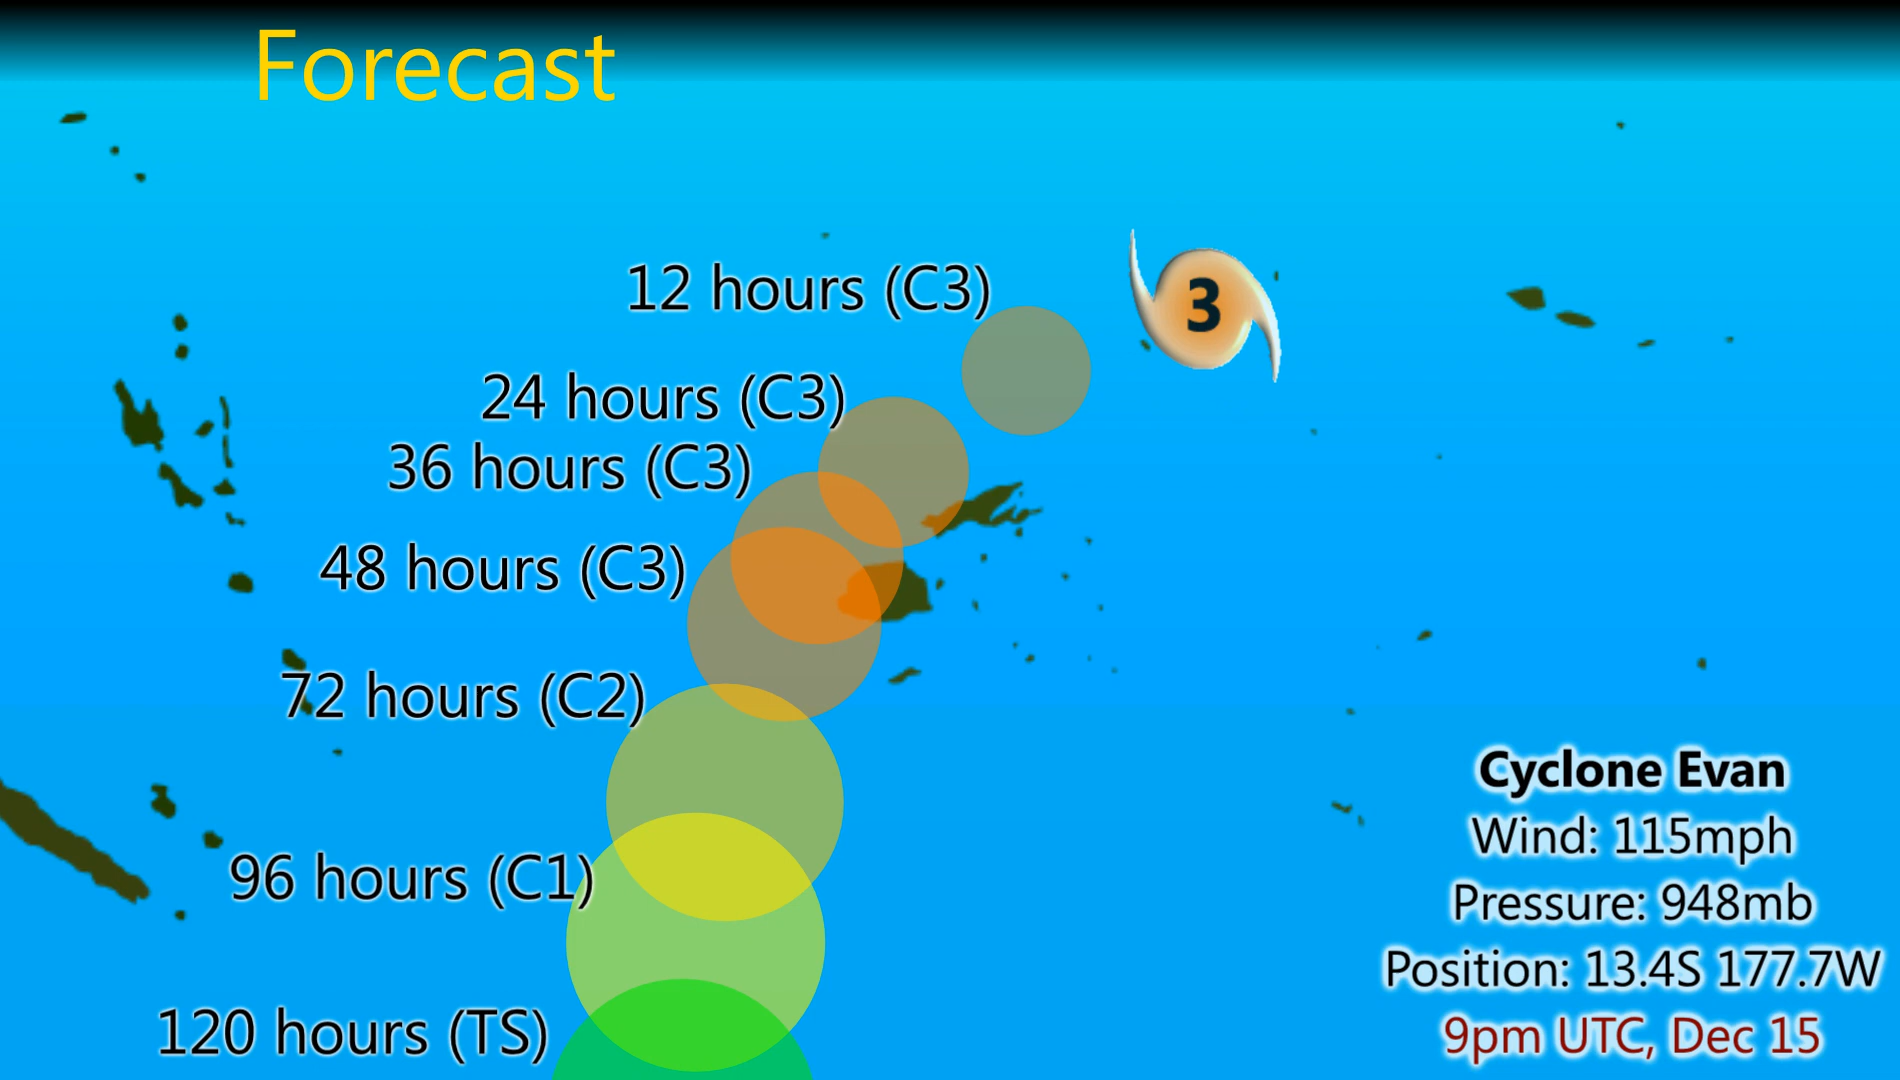 Forecast
3
12 hours (C3)
24 hours (C3)
36 hours (C3)
48 hours (C3)
72 hours (C2)
96 hours (C1)
120 hours (TS)
Cyclone Evan
Wind: 115mph
Pressure: 948mb
Position: 13.4S 177.7W
9pm UTC, Dec 15